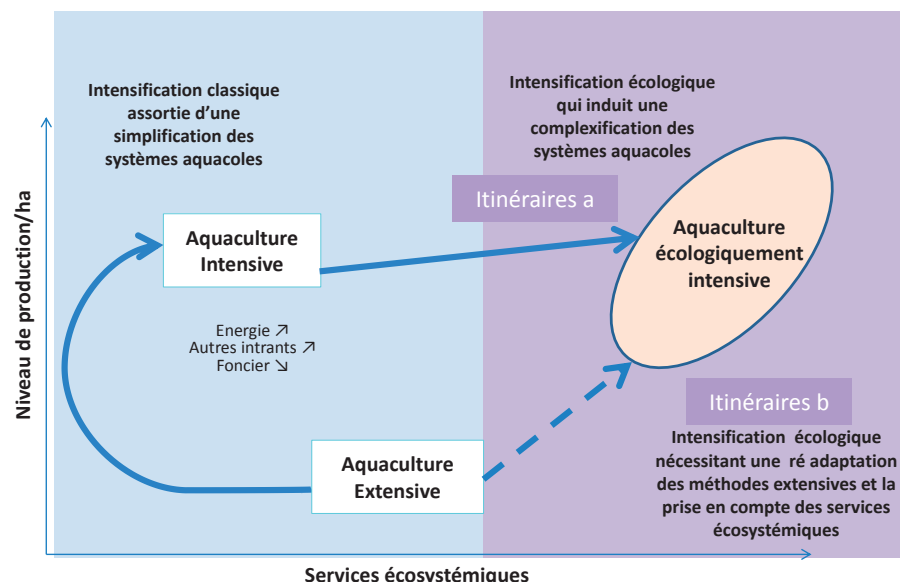 Intensification classique
assortie d'une
simplification des
systèmes aquacoles
Intensification écologique
qui induit une
complexification des
systèmes aquacoles
Niveau de production/ha
Itinéraires a
Aquaculture
Intensive
Aquaculture
écologiquement
intensive
Energie ↗
Autres intrants ↗
Foncier ↘
Itinéraires b
Aquaculture
Extensive
Intensification écologique
nécessitant une ré adaptation
des méthodes extensives et la
prise en compte des services
écosystémiques
Services écosystémiques